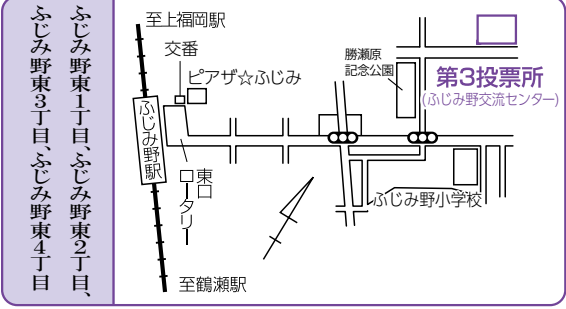 ふじみ野東1丁目、ふじみ野東2丁目、
ふじみ野東3丁目、ふじみ野東4丁目
至上福岡駅
交番
ピアザ☆ふじみ
ふじみ野駅
東口
ロータリー
至鶴瀬駅
勝瀬原
記念公園
第3投票所
(ふじみ野交流センター)
ふじみ野小学校